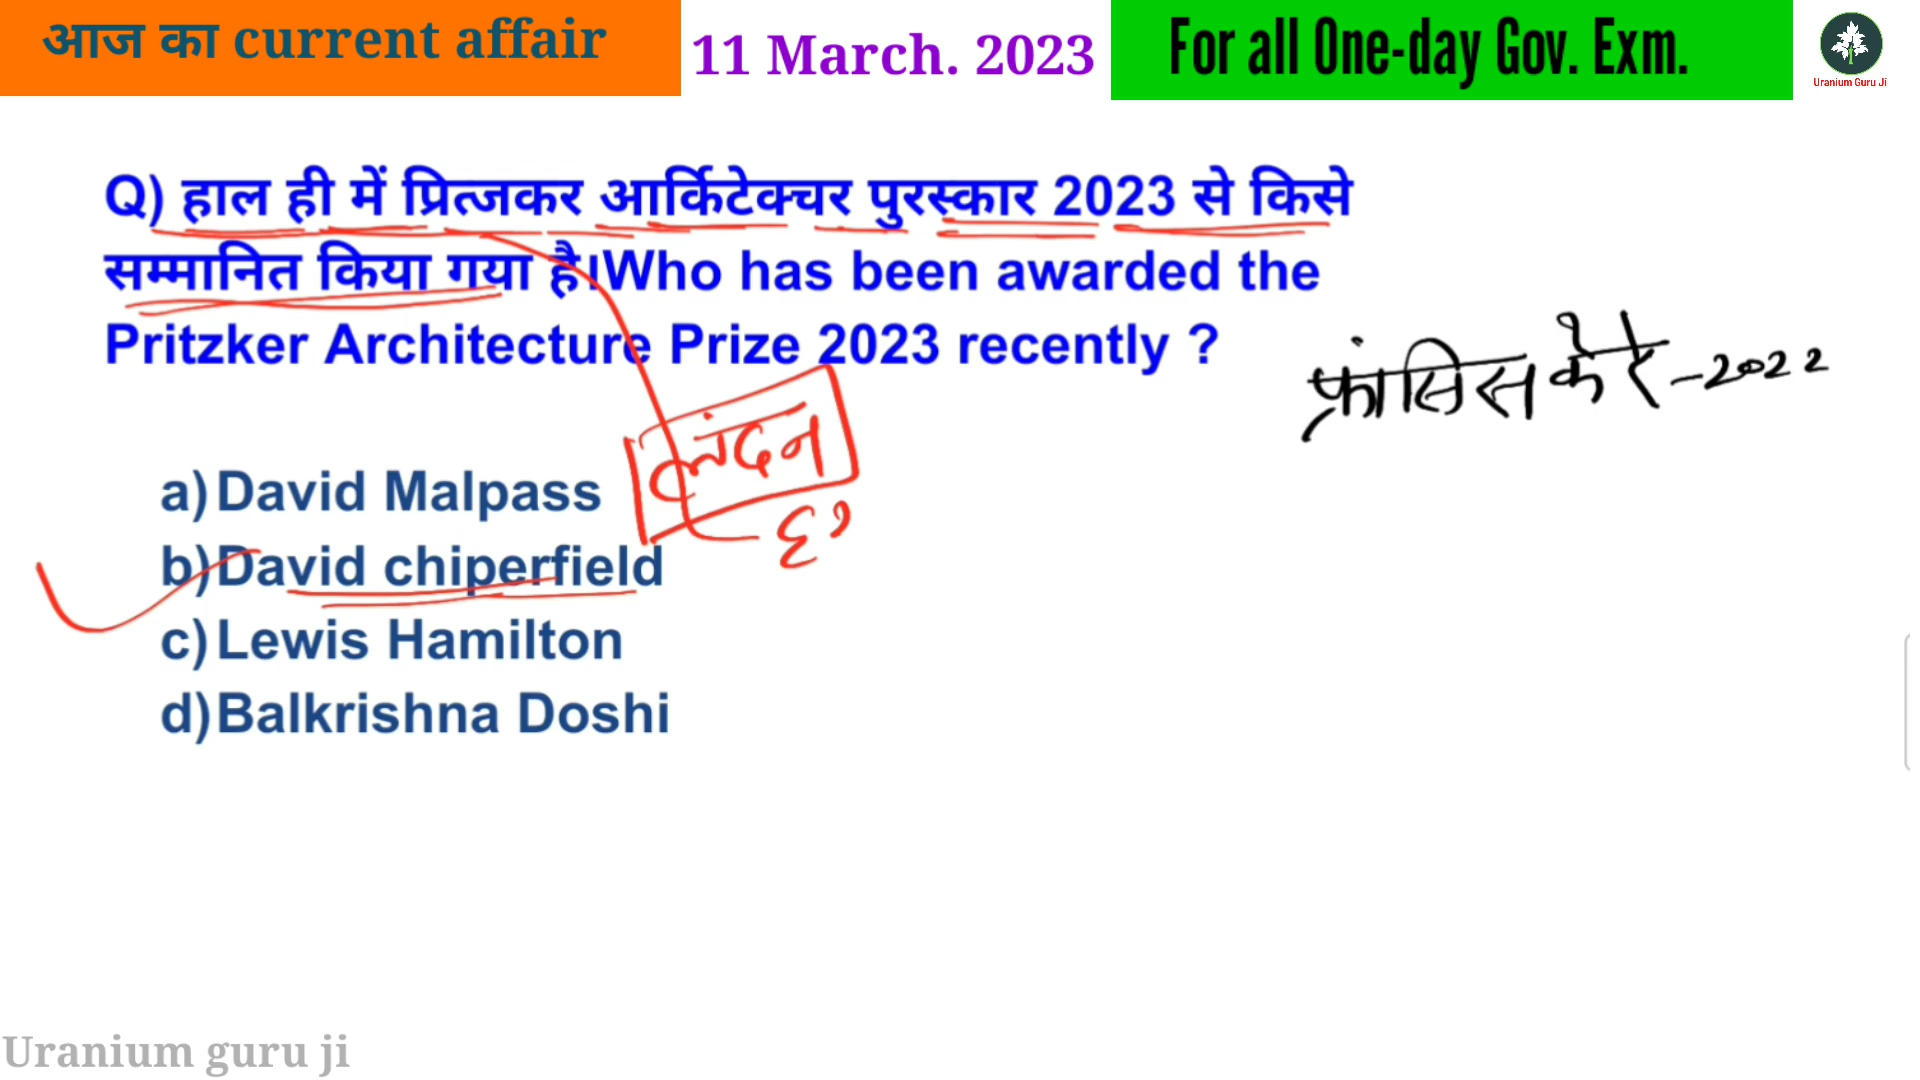 आज का current affair
11 March. 2023
For all One-day Gov. Exm.
Uranium Guru Ji
Q) हाल ही में प्रित्जकर आर्किटेक्चर पुरस्कार 2023 से किसे
सम्मानित किया गया है।Who has been awarded the
Pritzker Architecture Prize 2023 recently ?
फ्रांसिस केरे - 2022
लंदन
a) David Malpass
b) David chiperfield
c) Lewis Hamilton
d) Balkrishna Doshi
Uranium guru ji